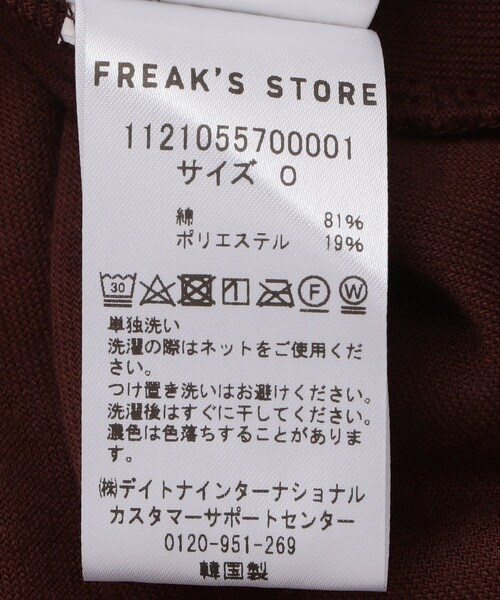 FREAK'S STORE
1121055700001
サイズ O
綿 81%
ポリエステル 19%
30 F W
単独洗い
洗濯の際はネットをご使用くだ
さい。
つけ置き洗いはお避けください。
洗濯後はすぐに干してください。
濃色は色落ちすることがありま
す。
㈱デイトナインターナショナル
カスタマーサポートセンター
0120-951-269
韓国製